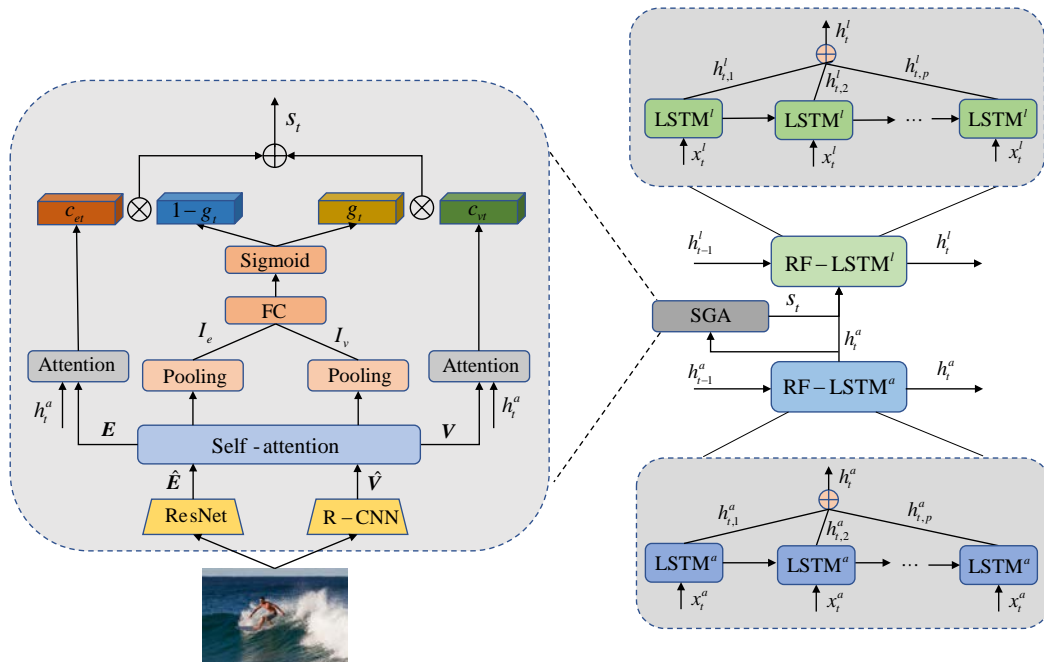 s_t
c_{et}
1-g_t
g_t
c_{vt}
Sigmoid
FC
I_e
I_v
Attention
Pooling
Pooling
Attention
h_t^a
E
Self-attention
V
h_t^a
Ê
V̂
ResNet
R-CNN
h_t^l
h_{t,1}^l
h_{t,2}^l
h_{t,p}^l
LSTM^l
LSTM^l
...
LSTM^l
x_t^l
x_t^l
x_t^l
h_{t-1}^l
RF-LSTM^l
h_t^l
SGA
s_t
h_t^a
h_{t-1}^a
RF-LSTM^a
h_t^a
h_t^a
h_{t,1}^a
h_{t,2}^a
h_{t,p}^a
LSTM^a
LSTM^a
...
LSTM^a
x_t^a
x_t^a
x_t^a